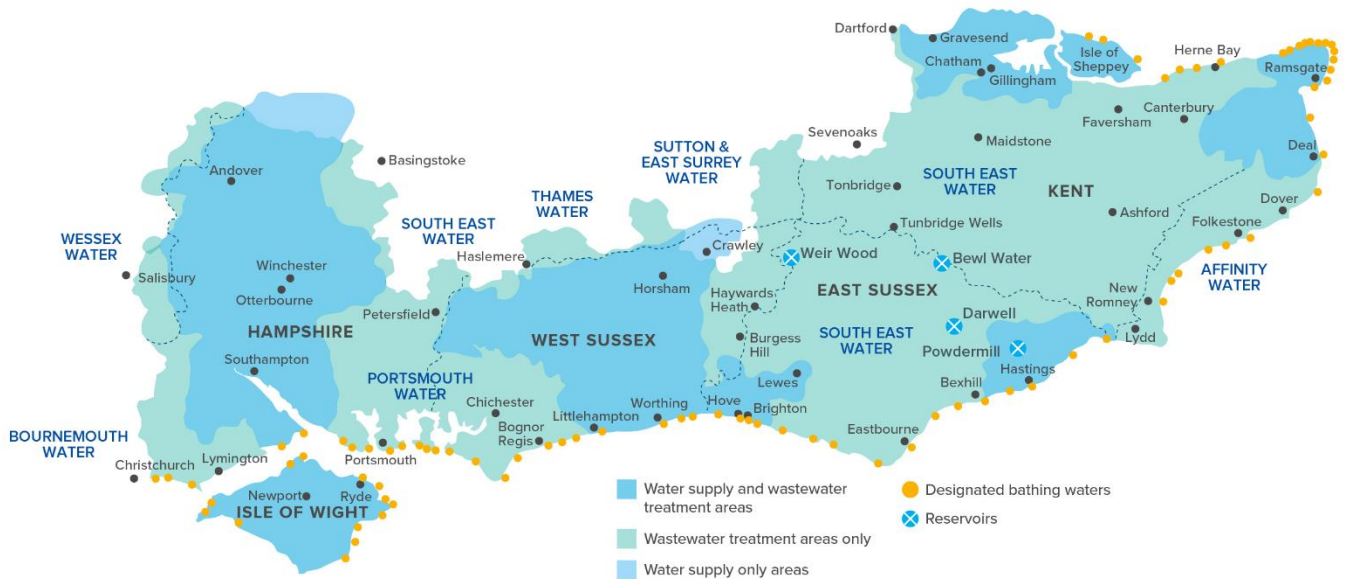 Dartford
Gravesend
Chatham
Gillingham
Isle of
Sheppey
Herne Bay
Ramsgate
Canterbury
Faversham
Sevenoaks
Maidstone
Deal
Basingstoke
SUTTON &
EAST SURREY
WATER
Andover
THAMES
WATER
Tonbridge
SOUTH EAST
WATER
KENT
Dover
Ashford
Folkestone
WESSEX
WATER
SOUTH EAST
WATER
Tunbridge Wells
Crawley
Haslemere
Weir Wood
Bewl Water
AFFINITY
WATER
Salisbury
Winchester
Otterbourne
Horsham
Haywards
Heath
EAST SUSSEX
New
Romney
Petersfield
HAMPSHIRE
WEST SUSSEX
Darwell
Burgess
Hill
SOUTH EAST
WATER
Lydd
Powdermill
Southampton
Hastings
PORTSMOUTH
WATER
Lewes
Bexhill
Chichester
Littlehampton
Worthing
Hove
Brighton
Bognor
Regis
Eastbourne
BOURNEMOUTH
WATER
Christchurch
Lymington
Portsmouth
Newport
Ryde
ISLE OF WIGHT
Water supply and wastewater
treatment areas
Wastewater treatment areas only
Water supply only areas
Designated bathing waters
Reservoirs